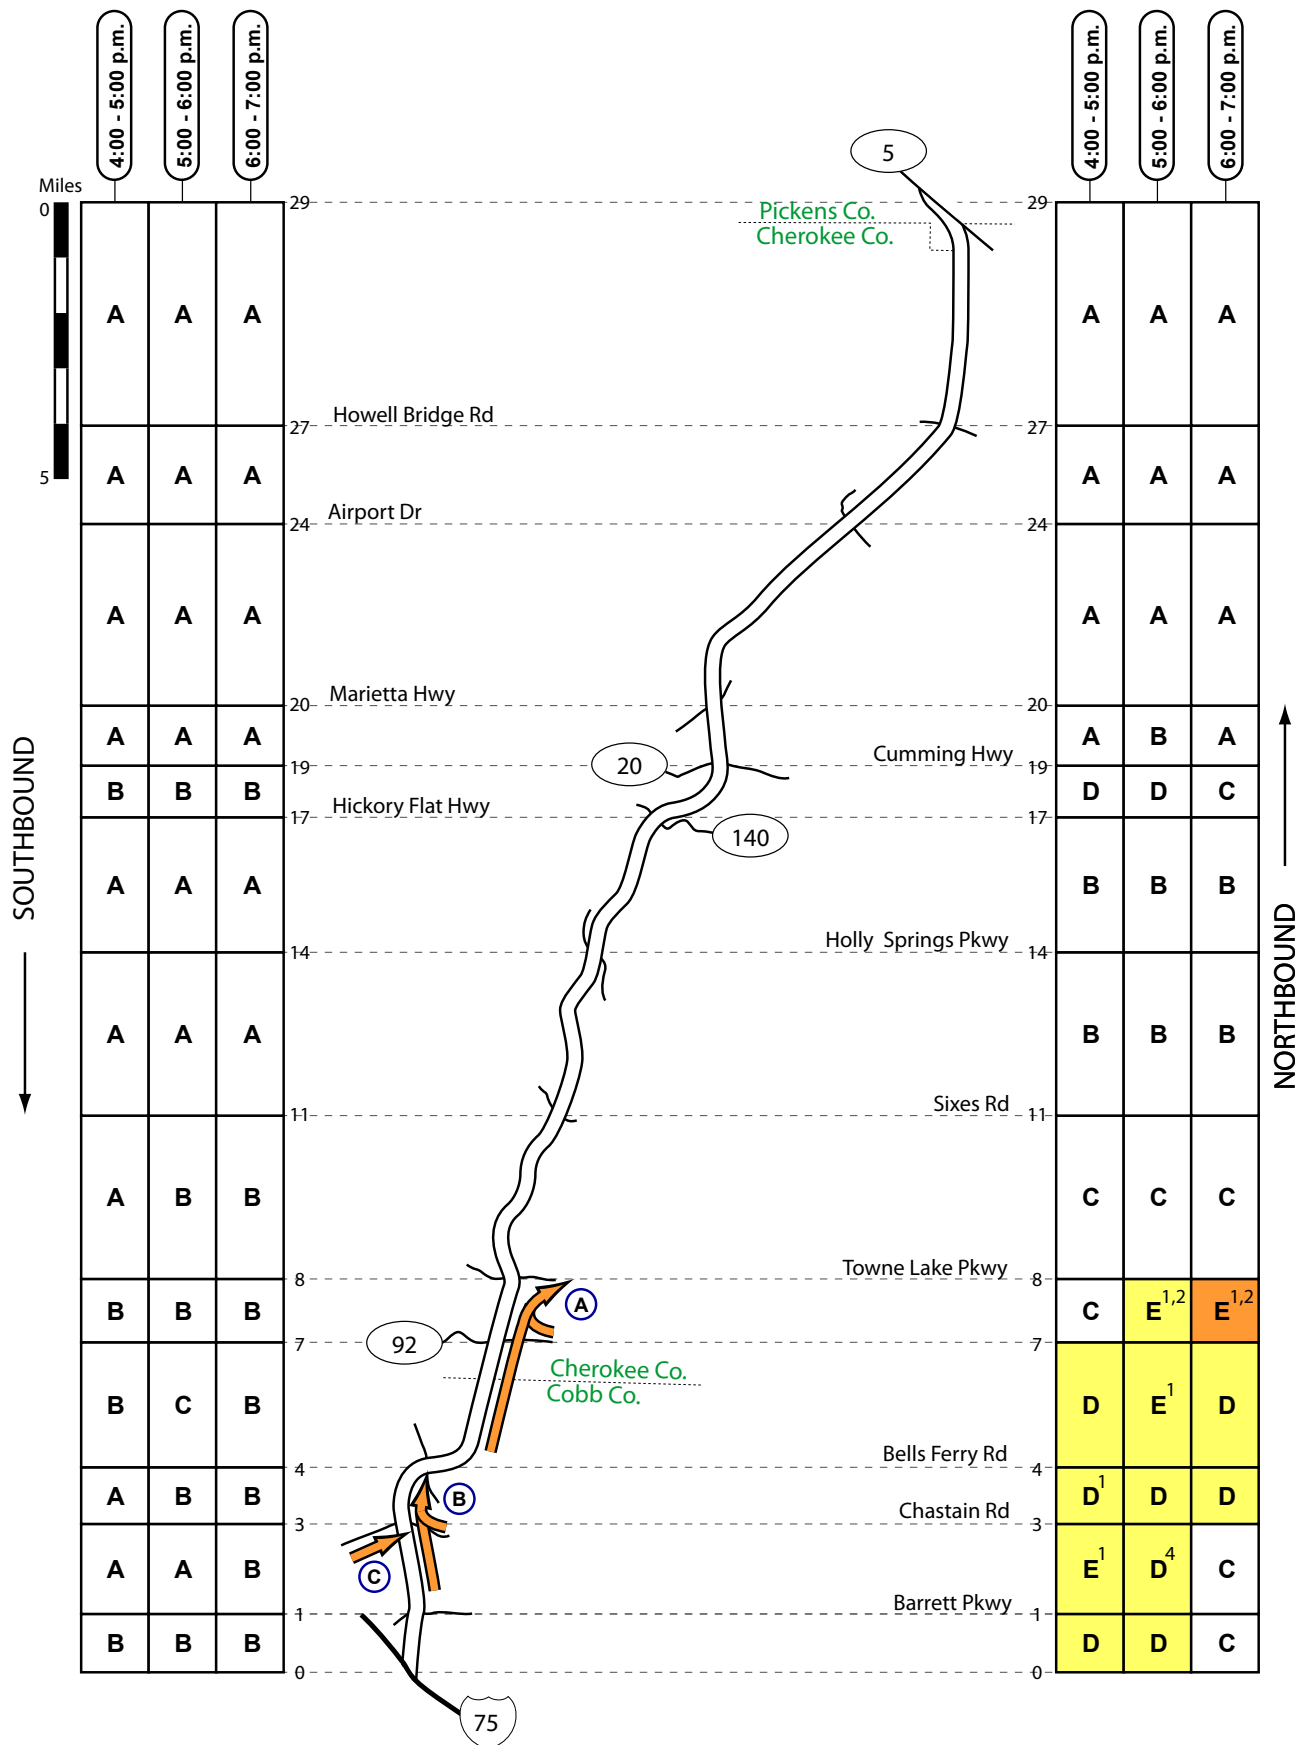 4:00 - 5:00 p.m. 5:00 - 6:00 p.m. 6:00 - 7:00 p.m. 4:00 - 5:00 p.m. 5:00 - 6:00 p.m. 6:00 - 7:00 p.m.
5
Miles
0 29 29
Pickens Co.
Cherokee Co.
A A A A A A
Howell Bridge Rd
27 27
5 A A A A A A
Airport Dr
24 24
A A A A A A
Marietta Hwy
20 20
A A A A B A
20 Cumming Hwy
19 19
B B B D D C
Hickory Flat Hwy
17 17
140
SOUTHBOUND
NORTHBOUND
A A A B B B
Holly Springs Pkwy
14 14
A A A B B B
Sixes Rd
11 11
A B B C C C
Towne Lake Pkwy
8 8
B B B A C E1,2 E1,2
92
7 7
Cherokee Co.
Cobb Co.
B C B D E1 D
Bells Ferry Rd
4 4
A B B B D1 D D
Chastain Rd
3 3
A A B C E1 D4 C
Barrett Pkwy
1 1
B B B D D C
0 0
75